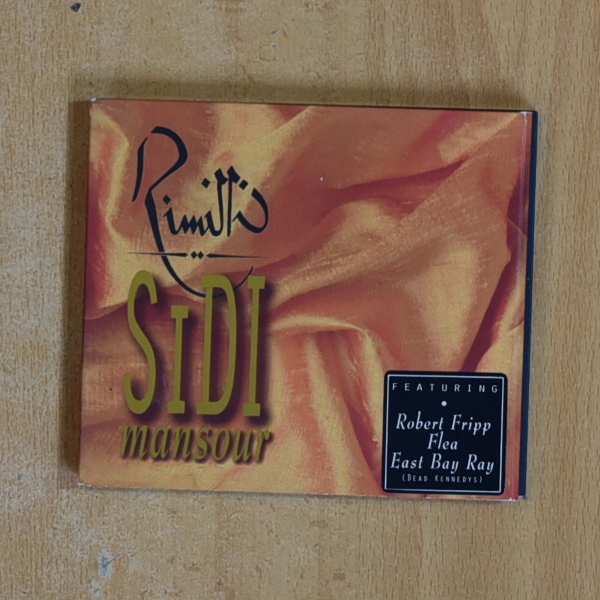 Rimitti
SiDI
mansour
FEATURING
Robert Fripp
Flea
East Bay Ray
(DEAD KENNEDYS)